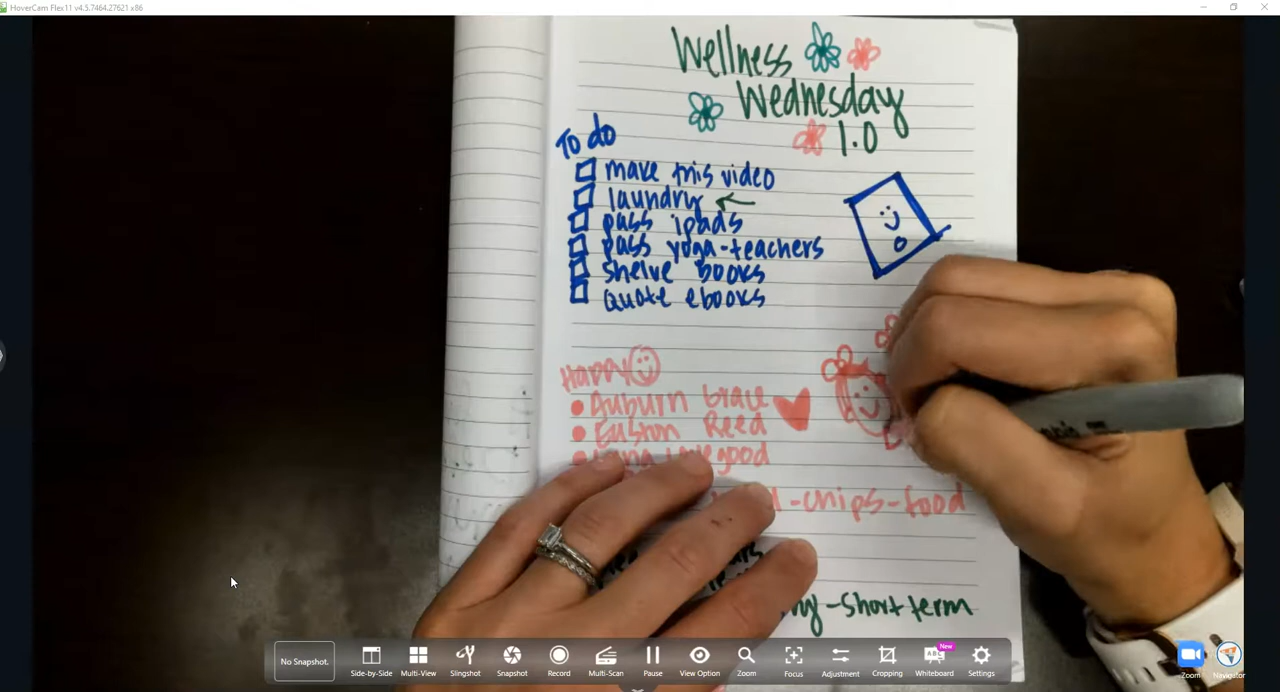 HoverCam Flex11 v4.5.7464.27621 x86
Wellness
Wednesday
1.0
To do
make this video
laundry
pass ipads
pass yoga-teachers
shelve books
quote ebooks
Happy
Auburn Grace
Easton Reed
good
-chips-food
-short term
No Snapshot.
Side-by-Side
Multi-View
Slingshot
Snapshot
Record
Multi-Scan
Pause
View Option
Zoom
Focus
Adjustment
Cropping
New
ABC
Whiteboard
Settings
Zoom
Navigator